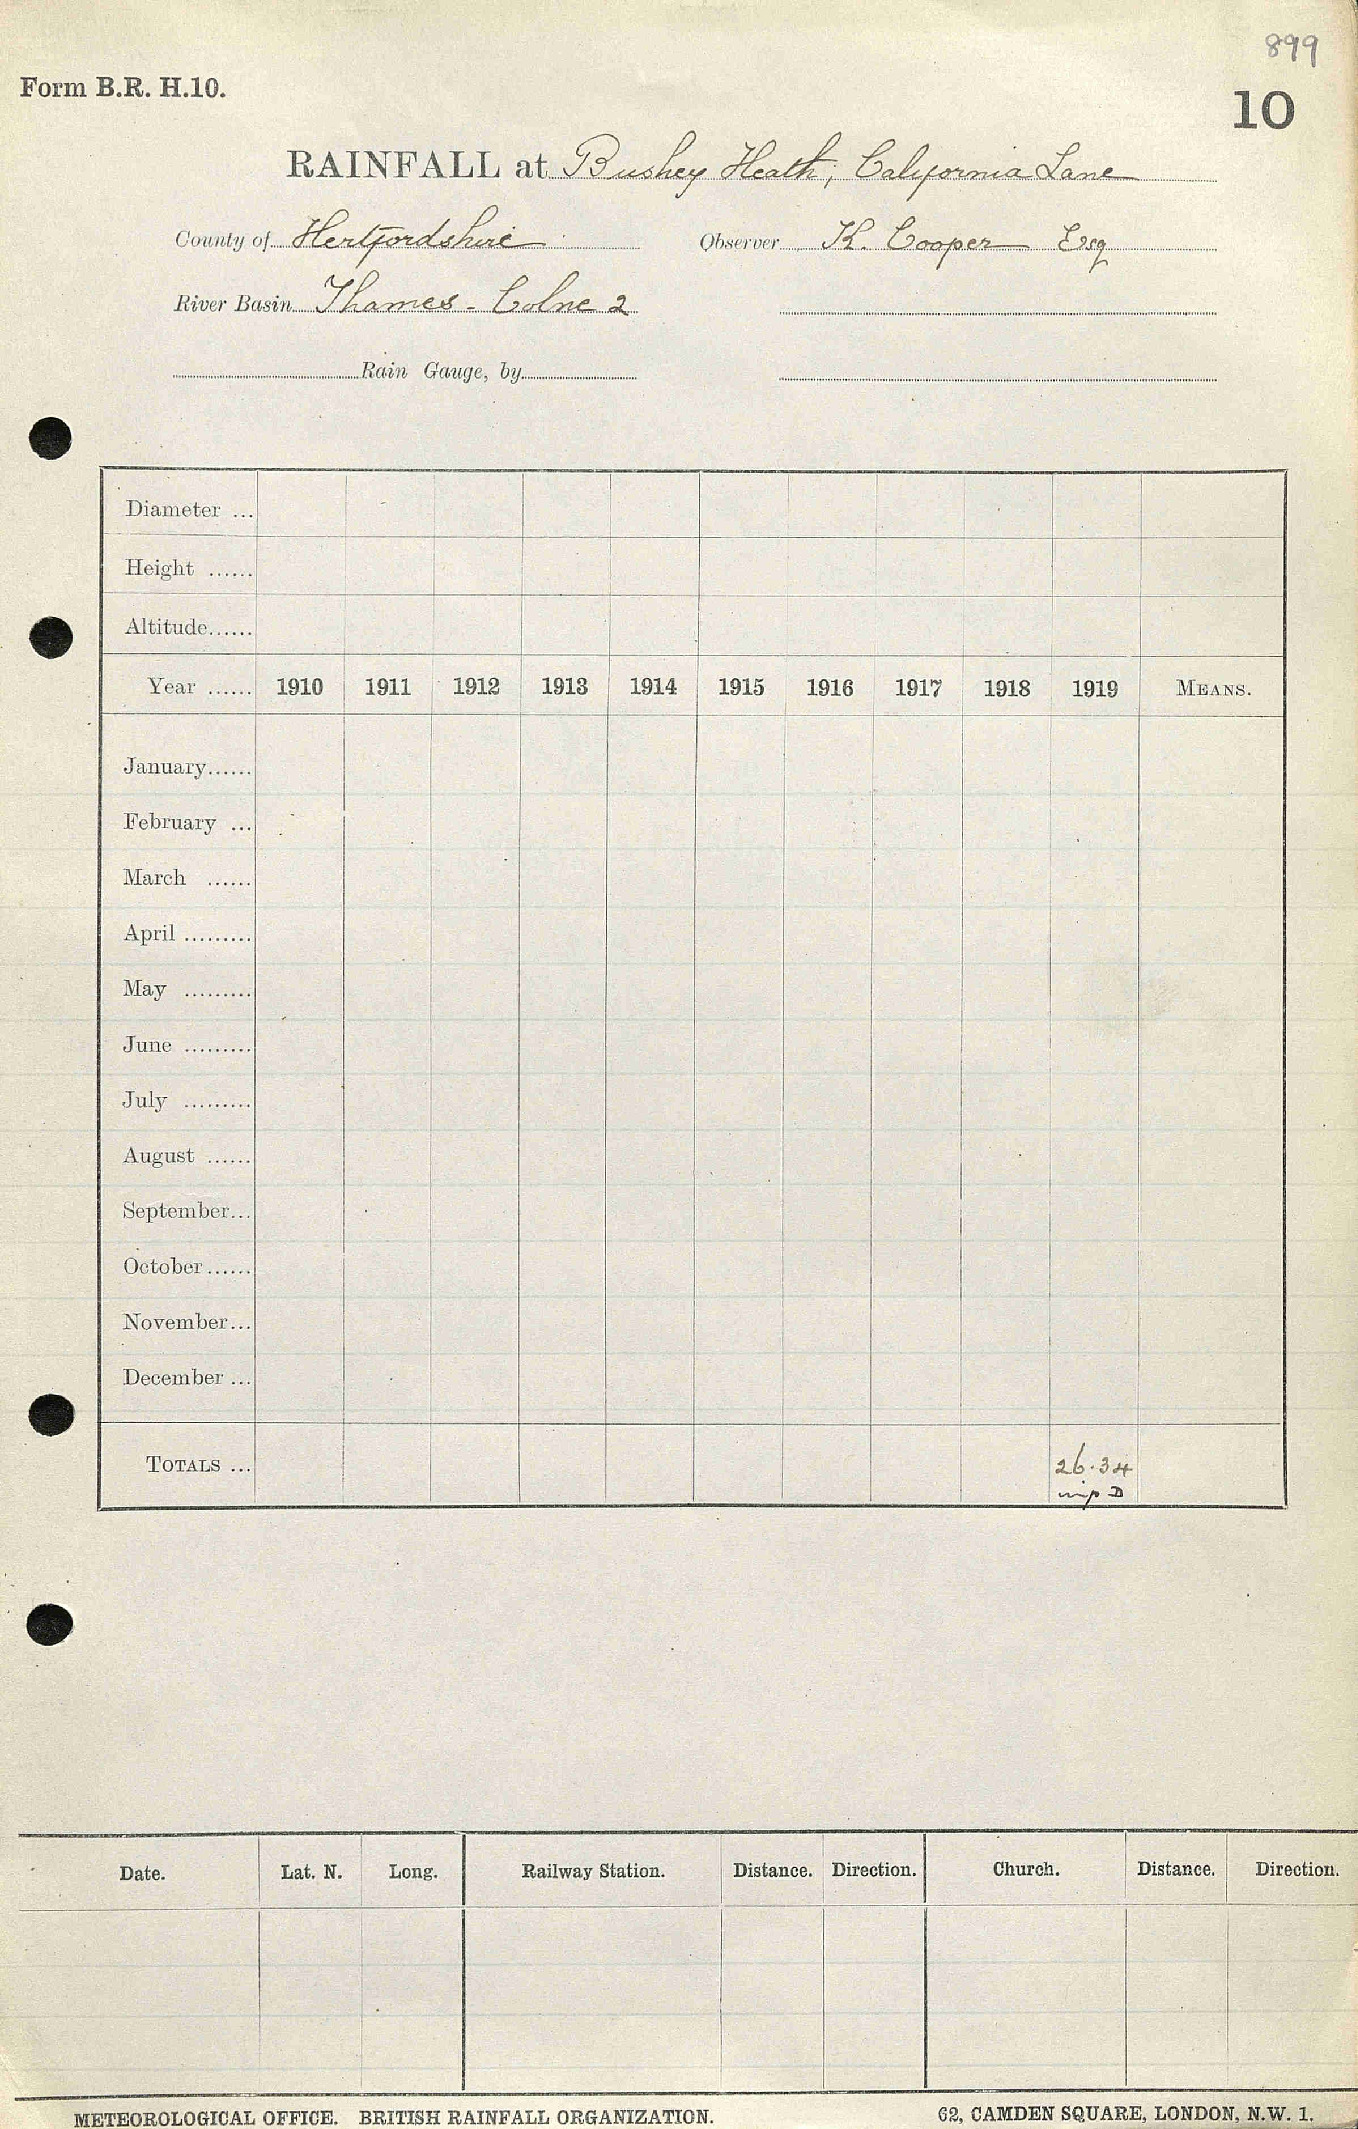 899
Form B.R. H.10.
10
RAINFALL at Bushey Heath, California Lane
County of Hertfordshire Observer K. Cooper Esq
River Basin Thames - Colne 2
Rain Gauge, by
Diameter ...
Height ......
Altitude......
Year ...... 1910 1911 1912 1913 1914 1915 1916 1917 1918 1919 MEANS.
January......
February ...
March ......
April .........
May .........
June .........
July .........
August ......
September...
October......
November...
December ...
TOTALS ... 26.34
D
Date. Lat. N. Long. Railway Station. Distance. Direction. Church. Distance. Direction.
METEOROLOGICAL OFFICE. BRITISH RAINFALL ORGANIZATION. 62, CAMDEN SQUARE, LONDON, N.W. 1.